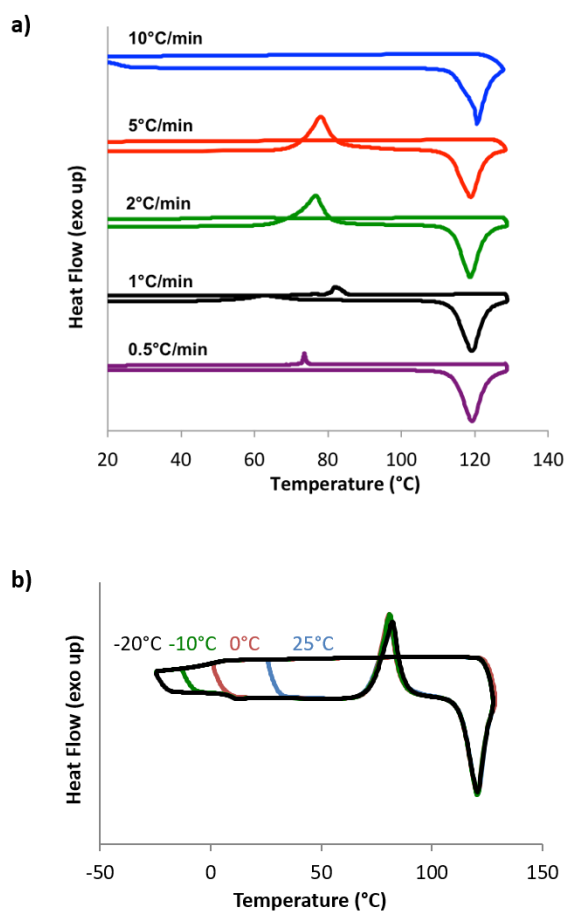 a)
10°C/min
5°C/min
2°C/min
1°C/min
0.5°C/min
Heat Flow (exo up)
20 40 60 80 100 120 140
Temperature (°C)
b)
-20°C -10°C 0°C 25°C
Heat Flow (exo up)
-50 0 50 100 150
Temperature (°C)